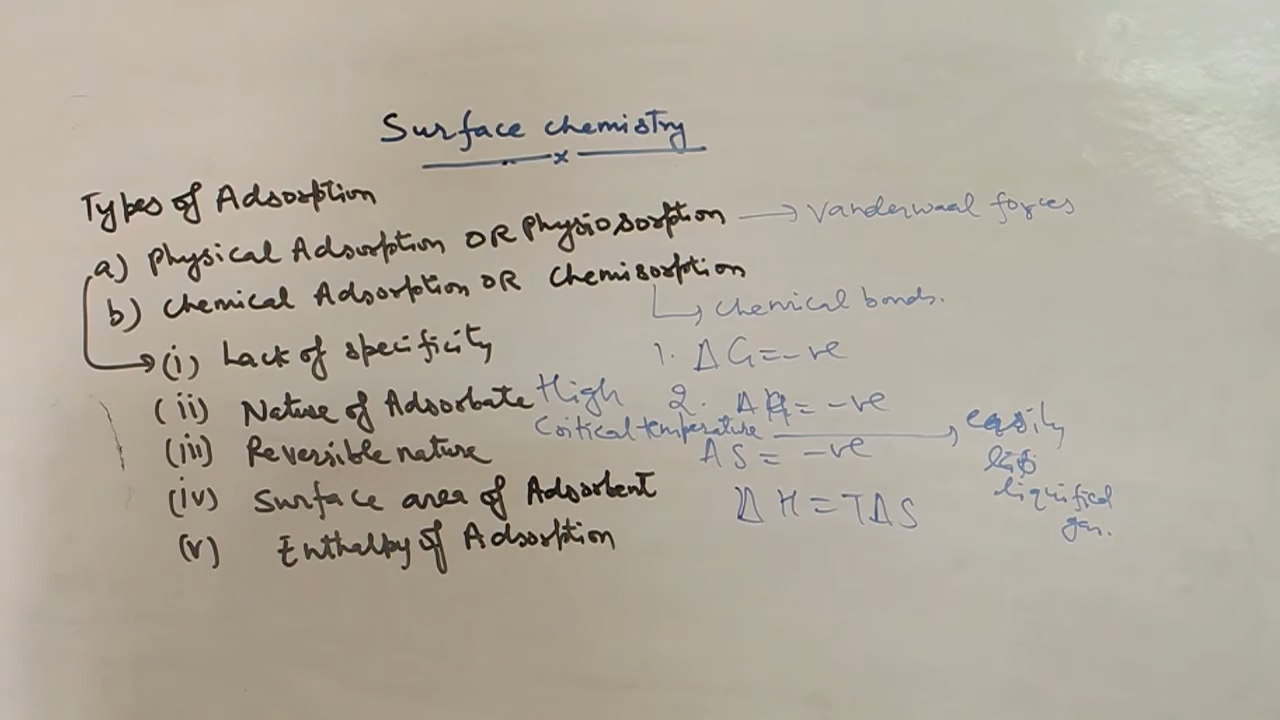 Surface chemistry
x
Types of Adsorption
a) Physical Adsorption OR Physiosorption → Vanderwaal forces
b) Chemical Adsorption OR Chemisorption
chemical bonds.
(i) Lack of specificity
1. ΔG = -ve
(ii) Nature of Adsorbate High
Critical temperature → easily
liquified
gas.
2. ΔH = -ve
(iii) Reversible nature
ΔS = -ve
(iv) Surface area of Adsorbent
ΔH = TΔS
(v) Enthalpy of Adsorption